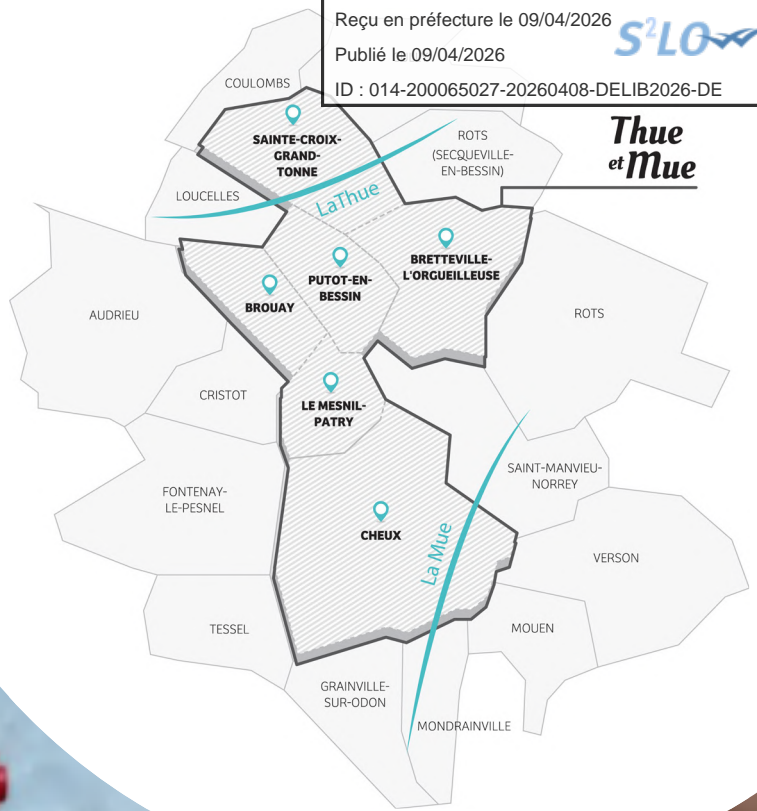 Reçu en préfecture le 09/04/2026
S²LO
Publié le 09/04/2026
ID : 014-200065027-20260408-DELIB2026-DE
COULOMBS
Thue
et Mue
SAINTE-CROIX-
GRAND-
TONNE
ROTS
(SECQUEVILLE-
EN-BESSIN)
LOUCELLES
LaThue
BRETTEVILLE-
L'ORGUEILLEUSE
PUTOT-EN-
BESSIN
BROUAY
AUDRIEU
ROTS
CRISTOT
LE MESNIL-
PATRY
SAINT-MANVIEU-
NORREY
FONTENAY-
LE-PESNEL
CHEUX
La Mue
VERSON
TESSEL
MOUEN
GRAINVILLE-
SUR-ODON
MONDRAINVILLE